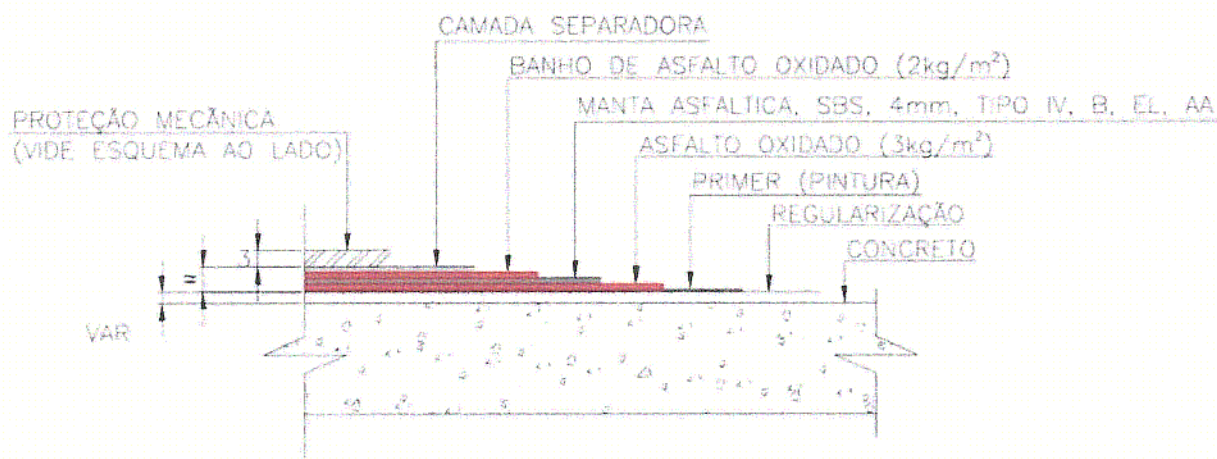 CAMADA SEPARADORA
BANHO DE ASFALTO OXIDADO (2kg/m²)
MANTA ASFALTICA, SBS, 4mm, TIPO IV, B, EL, AA
PROTEÇÃO MECÂNICA
(VIDE ESQUEMA AO LADO)
ASFALTO OXIDADO (3kg/m²)
PRIMER (PINTURA)
REGULARIZAÇÃO
CONCRETO
3
VAR